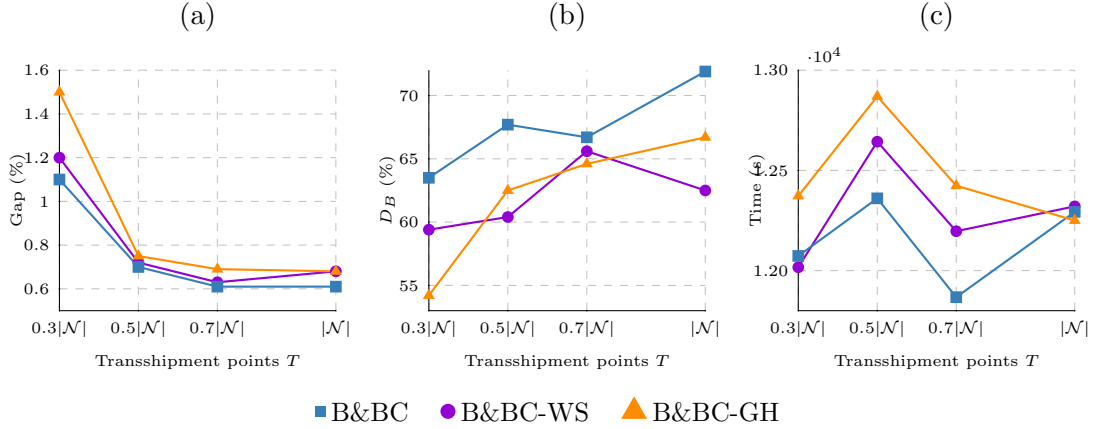 (a)
(b)
(c)
·10⁴
1.6
1.4
1.2
1
0.8
0.6
Gap (%)
0.3|𝒩|
0.5|𝒩|
0.7|𝒩|
|𝒩|
Transshipment points T
70
65
60
55
D_B (%)
0.3|𝒩|
0.5|𝒩|
0.7|𝒩|
|𝒩|
Transshipment points T
1.30
1.25
1.20
Time (s)
0.3|𝒩|
0.5|𝒩|
0.7|𝒩|
|𝒩|
Transshipment points T
B&BC B&BC-WS B&BC-GH